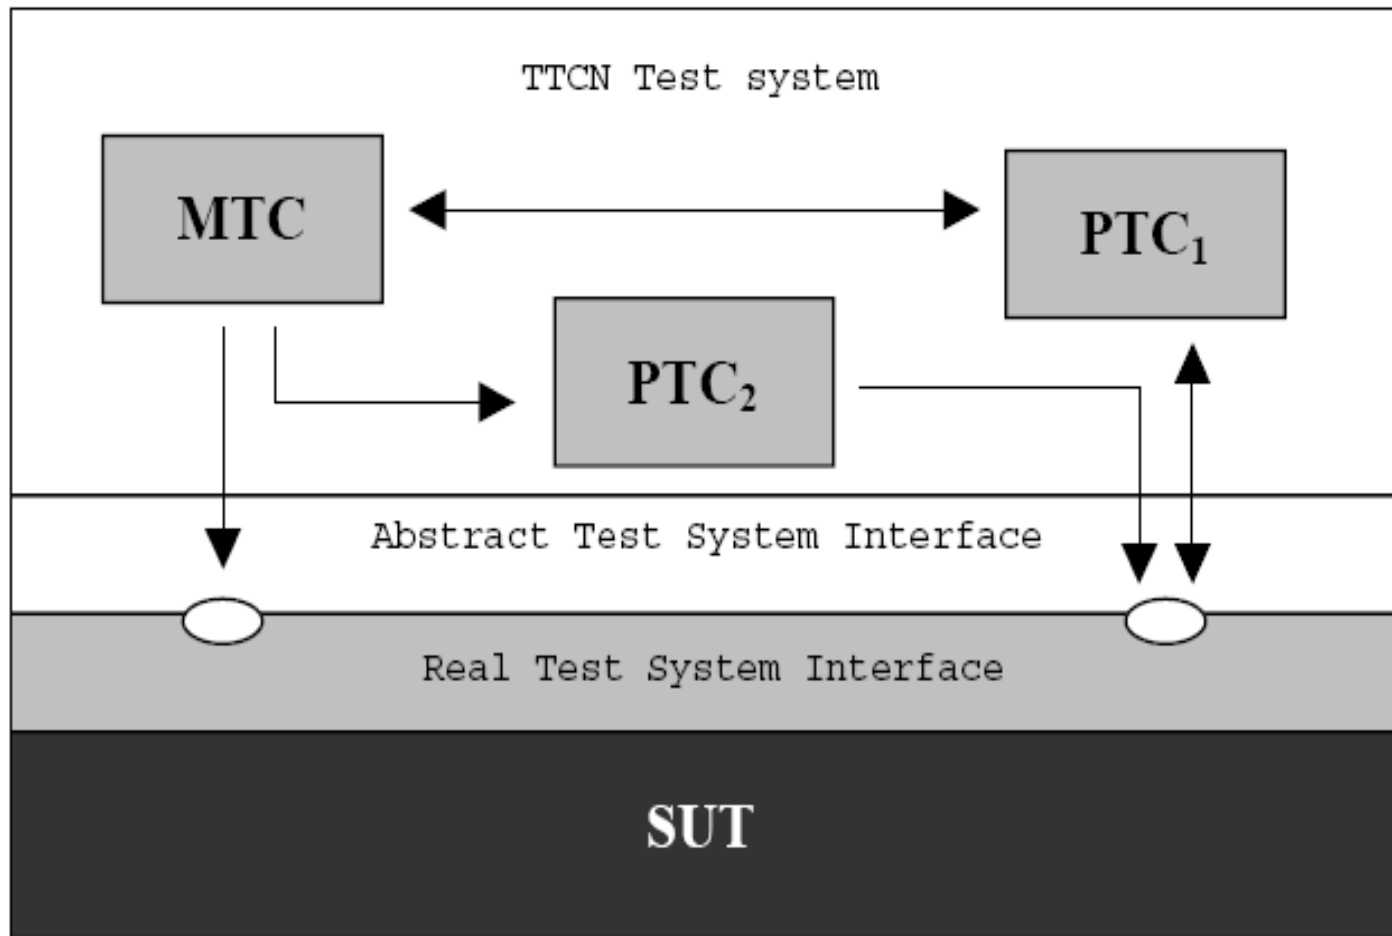 TTCN Test system
MTC
PTC₁
PTC₂
Abstract Test System Interface
Real Test System Interface
SUT